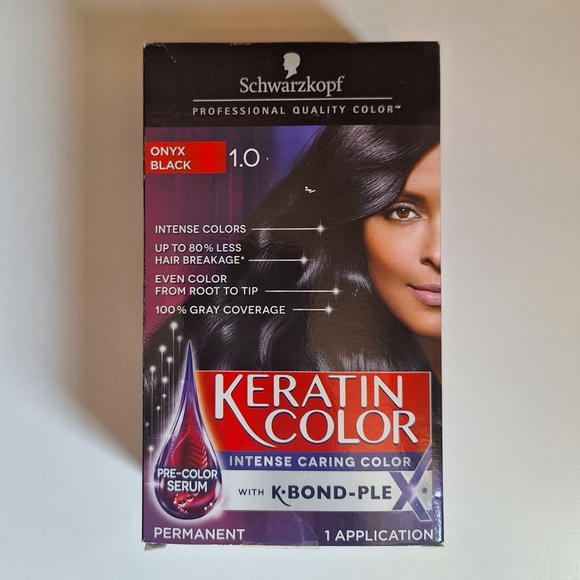 Schwarzkopf
PROFESSIONAL QUALITY COLOR™
ONYX
BLACK
1.0
INTENSE COLORS
UP TO 80% LESS
HAIR BREAKAGE*
EVEN COLOR
FROM ROOT TO TIP
100% GRAY COVERAGE
KERATIN
COLOR
INTENSE CARING COLOR
PRE-COLOR
SERUM
WITH K·BOND-PLEX®
PERMANENT
1 APPLICATION